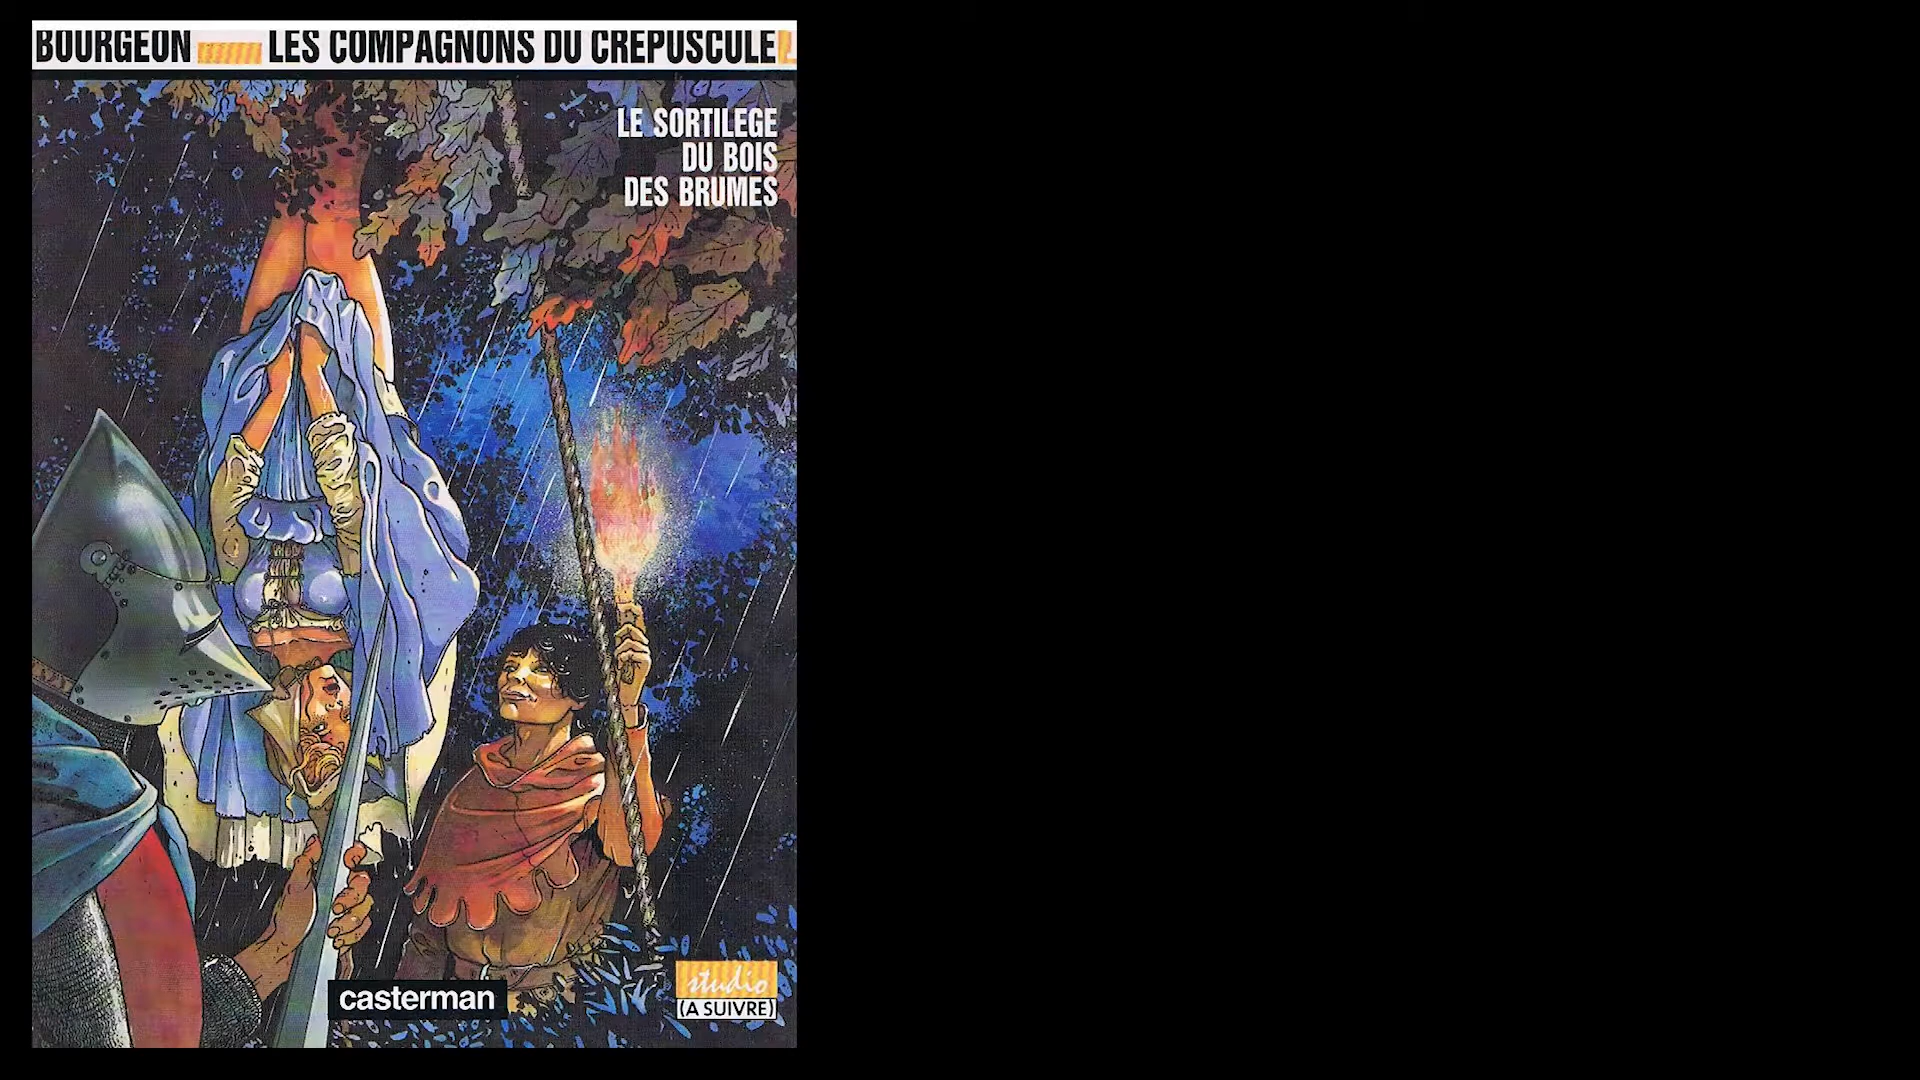 BOURGEON LES COMPAGNONS DU CREPUSCULE
LE SORTILEGE
DU BOIS
DES BRUMES
casterman
studio
(A SUIVRE)